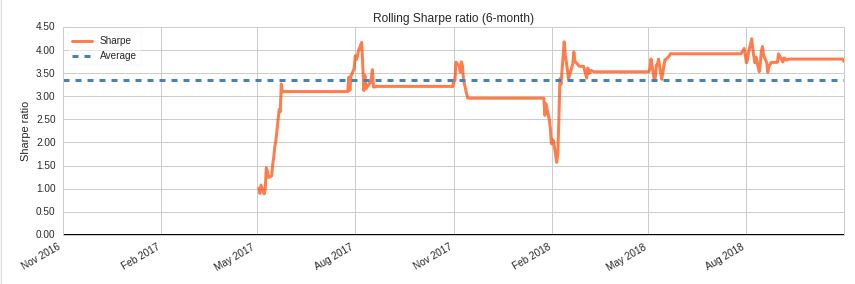 Rolling Sharpe ratio (6-month)
4.50
4.00
3.50
3.00
2.50
2.00
1.50
1.00
0.50
0.00
Sharpe ratio
Sharpe
Average
Nov 2016
Feb 2017
May 2017
Aug 2017
Nov 2017
Feb 2018
May 2018
Aug 2018